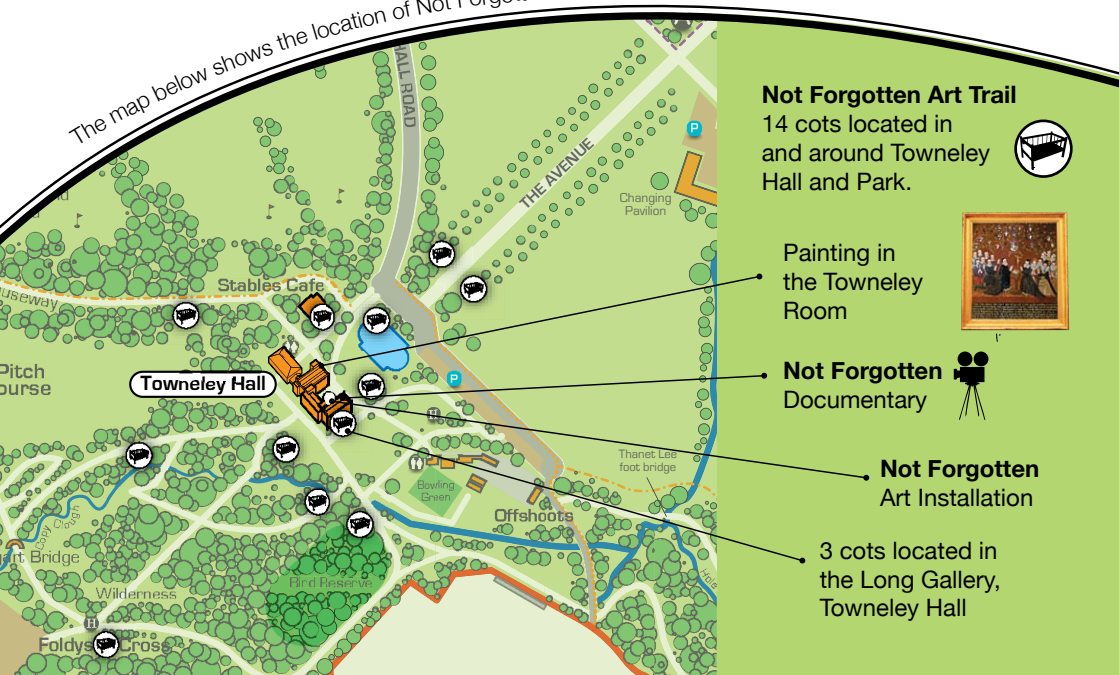 The map below shows the location of Not
HALL ROAD
THE AVENUE
P
Changing
Pavilion
Stables Cafe
Pitch
Towneley Hall
P
H
Thanet Lee
foot bridge
Bowling
Green
Offshoots
Bridge
Wilderness
Bird Reserve
H
Foldys Cross
Not Forgotten Art Trail
14 cots located in
and around Towneley
Hall and Park.
Painting in
the Towneley
Room
Not Forgotten
Documentary
Not Forgotten
Art Installation
3 cots located in
the Long Gallery,
Towneley Hall